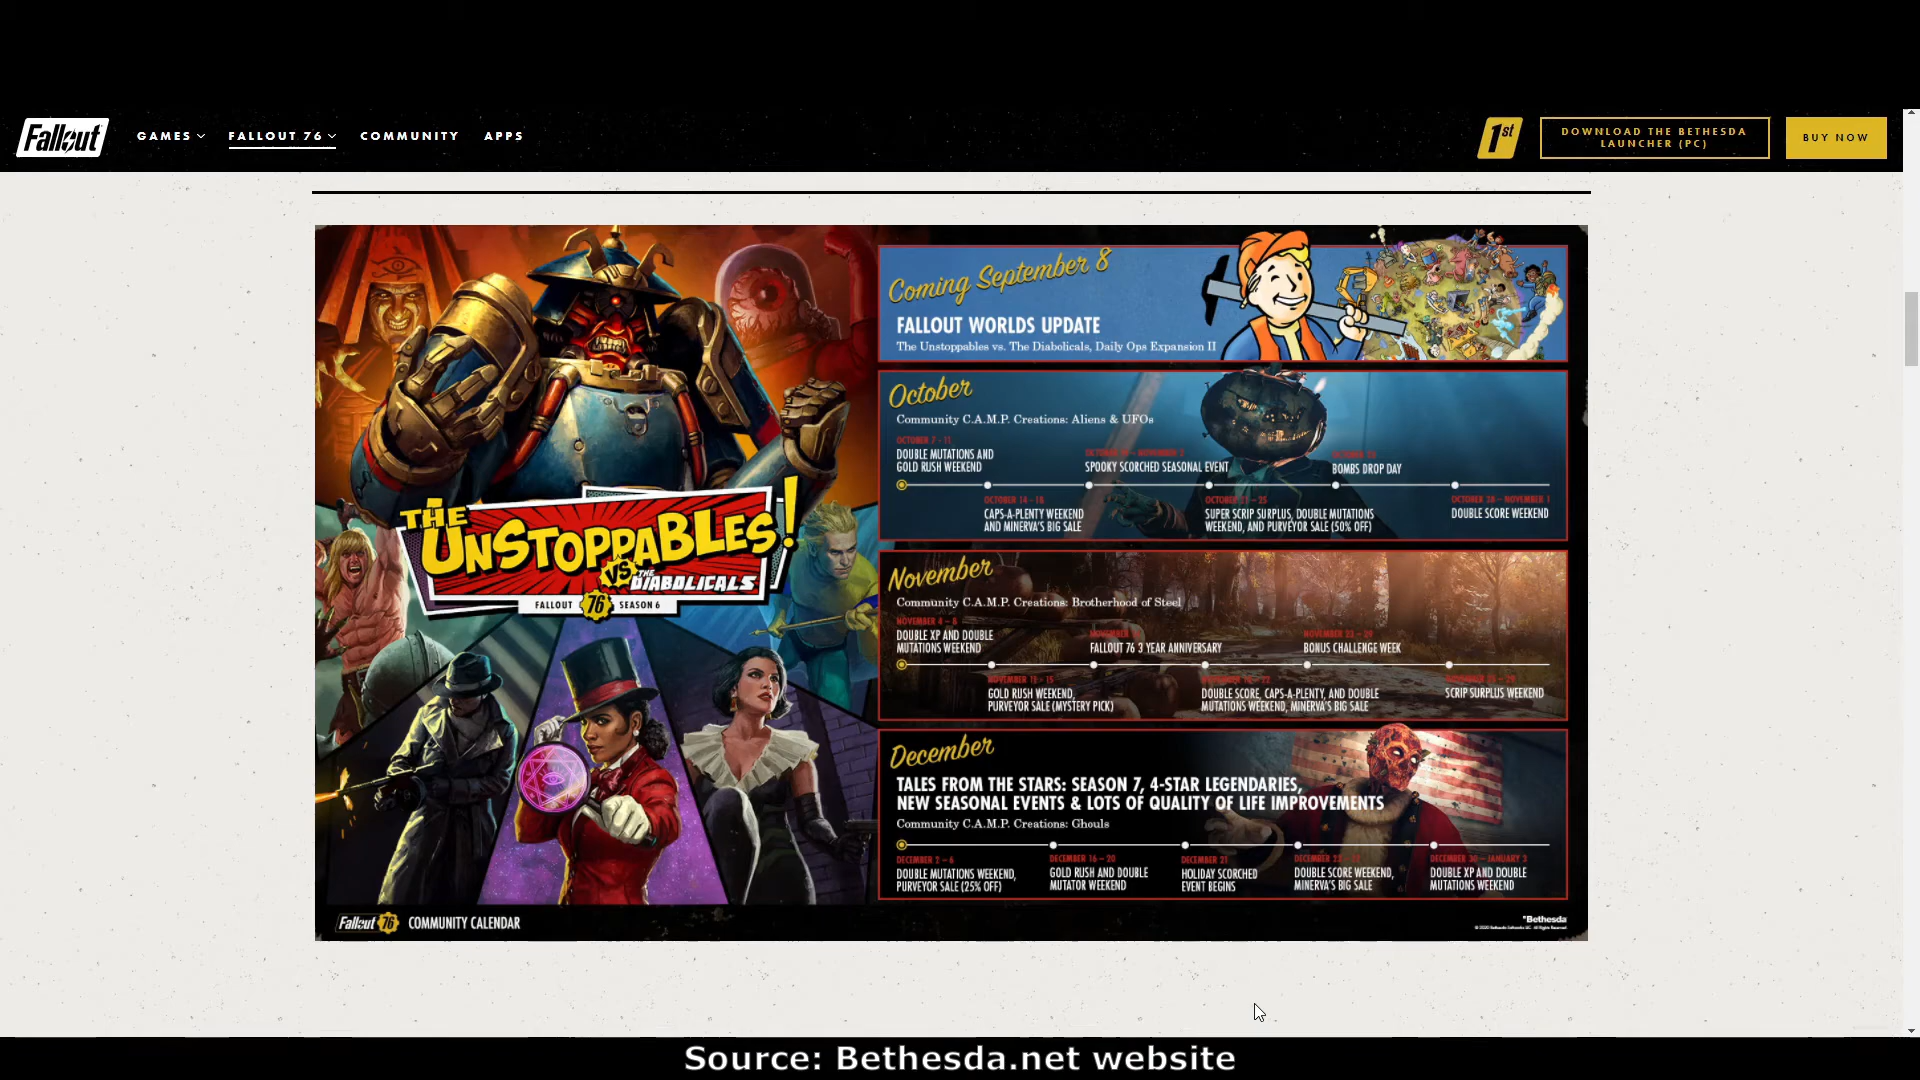 Fallout
GAMES
FALLOUT 76
COMMUNITY
APPS
1st
DOWNLOAD THE BETHESDA
LAUNCHER (PC)
BUY NOW
THE
UNSTOPPABLES!
VS THE DIABOLICALS
FALLOUT 76 SEASON 6
Coming September 8
FALLOUT WORLDS UPDATE
The Unstoppables vs. The Diabolicals, Daily Ops Expansion II
October
Community C.A.M.P. Creations: Aliens & UFOs
OCTOBER 7 - 11
DOUBLE MUTATIONS AND
GOLD RUSH WEEKEND
SPOOKY SCORCHED SEASONAL EVENT
BOMBS DROP DAY
OCTOBER 14 - 18
CAPS-A-PLENTY WEEKEND
AND MINERVA'S BIG SALE
SUPER SCRIP SURPLUS, DOUBLE MUTATIONS
WEEKEND, AND PURVEYOR SALE (50% OFF)
OCTOBER 28 - NOVEMBER 1
DOUBLE SCORE WEEKEND
November
Community C.A.M.P. Creations: Brotherhood of Steel
NOVEMBER 4 - 8
DOUBLE XP AND DOUBLE
MUTATIONS WEEKEND
FALLOUT 76 3 YEAR ANNIVERSARY
BONUS CHALLENGE WEEK
GOLD RUSH WEEKEND,
PURVEYOR SALE (MYSTERY PICK)
DOUBLE SCORE, CAPS-A-PLENTY, AND DOUBLE
MUTATIONS WEEKEND, MINERVA'S BIG SALE
SCRIP SURPLUS WEEKEND
December
TALES FROM THE STARS: SEASON 7, 4-STAR LEGENDARIES,
NEW SEASONAL EVENTS & LOTS OF QUALITY OF LIFE IMPROVEMENTS
Community C.A.M.P. Creations: Ghouls
DECEMBER 2 - 6
DOUBLE MUTATIONS WEEKEND,
PURVEYOR SALE (25% OFF)
DECEMBER 16 - 20
GOLD RUSH AND DOUBLE
MUTATOR WEEKEND
DECEMBER 21
HOLIDAY SCORCHED
EVENT BEGINS
DOUBLE SCORE WEEKEND,
MINERVA'S BIG SALE
DECEMBER 30 - JANUARY 3
DOUBLE XP AND DOUBLE
MUTATIONS WEEKEND
Fallout 76 COMMUNITY CALENDAR
Bethesda
Source: Bethesda.net website